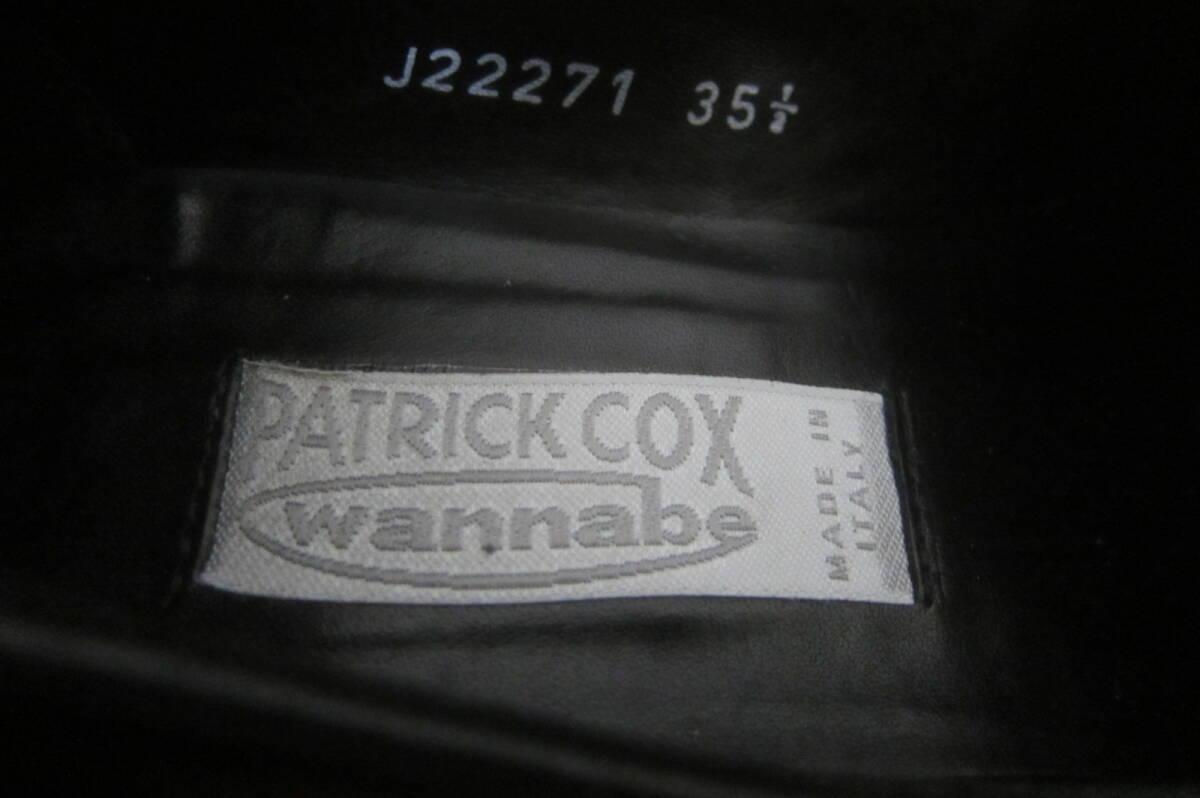 J22271 35½
PATRICK COX
wannabe
MADE IN
ITALY